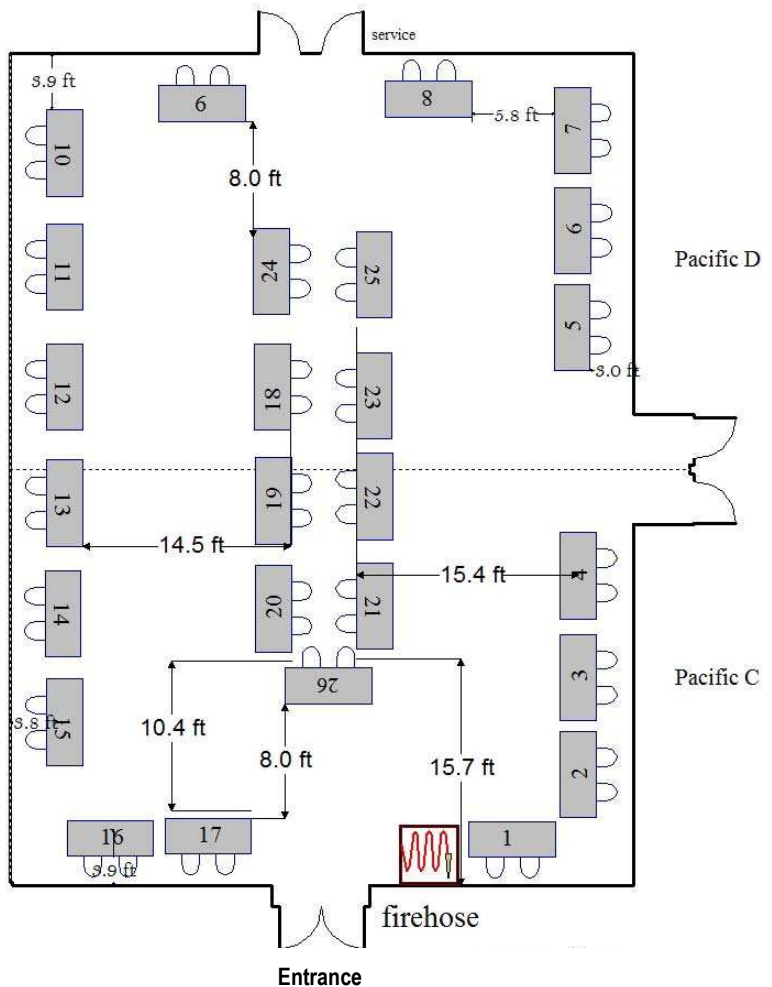 service
3.9 ft
9
8
5.8 ft
7
10
8.0 ft
6
11
24
25
Pacific D
5
3.0 ft
12
18
23
13
19
22
14.5 ft
4
15.4 ft
14
20
21
3
Pacific C
26
15
3.8 ft
10.4 ft
8.0 ft
15.7 ft
2
16
17
1
3.9 ft
firehose
Entrance